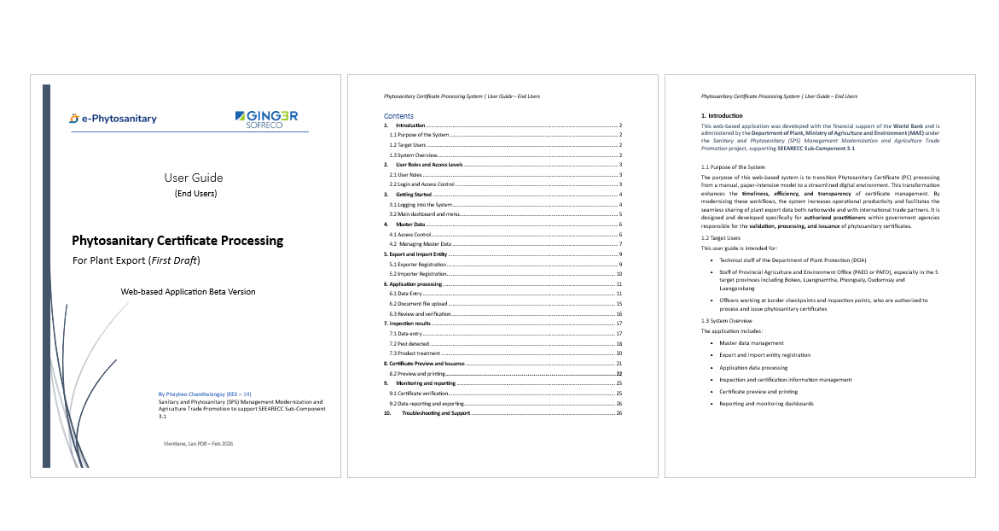 e-Phytosanitary
GINGER
SOFRECO
User Guide
(End Users)
Phytosanitary Certificate Processing
For Plant Export (First Draft)
Web-based Application Beta Version
By Phaykeo Chanthalangsy (KE6 – 14)
Sanitary and Phytosanitary (SPS) Management Modernization and
Agriculture Trade Promotion to support SEEARECC Sub-Component
3.1
Vientiane, Lao PDR – Feb 2026
Phytosanitary Certificate Processing System | User Guide – End Users
Contents
1. Introduction 2
1.1 Purpose of the System 2
1.2 Target Users 2
1.3 System Overview 2
2. User Roles and Access Levels 3
2.1 User Roles 3
2.2 Login and Access Control 3
3. Getting Started 4
3.1 Logging into the System 4
3.2 Main dashboard and menu 5
4. Master Data 6
4.1 Access Control 6
4.2 Managing Master Data 7
5. Export and Import Entity 9
5.1 Exporter Registration 9
5.2 Importer Registration 10
6. Application processing 11
6.1 Data Entry 11
6.2 Document file upload 15
6.3 Review and verification 16
7. inspection results 17
7.1 Data entry 17
7.2 Pest detected 18
7.3 Product treatment 20
8. Certificate Preview and Issuance 21
8.2 Preview and printing 22
9. Monitoring and reporting 25
9.1 Certificate verification 25
9.2 Data reporting and exporting 26
10. Troubleshooting and Support 26
Phytosanitary Certificate Processing System | User Guide – End Users
1. Introduction
This web-based application was developed with the financial support of the World Bank and is
administered by the Department of Plant, Ministry of Agriculture and Environment (MAE) under
the Sanitary and Phytosanitary (SPS) Management Modernization and Agriculture Trade
Promotion project, supporting SEEARECC Sub-Component 3.1
1.1 Purpose of the System
The purpose of this web-based system is to transition Phytosanitary Certificate (PC) processing
from a manual, paper-intensive model to a streamlined digital environment. This transformation
enhances the timeliness, efficiency, and transparency of certificate management. By
modernizing these workflows, the system increases operational productivity and facilitates the
seamless sharing of plant export data both nationwide and with international trade partners. It is
designed and developed specifically for authorized practitioners within government agencies
responsible for the validation, processing, and issuance of phytosanitary certificates.
1.2 Target Users
This user guide is intended for:
• Technical staff of the Department of Plant Protection (DOA)
• Staff of Provincial Agriculture and Environment Office (PAEO or PAFO), especially in the 5
target provinces including Bokeo, Luangnamtha, Phongsaly, Oudomxay and
Luangprabang
• Officers working at border checkpoints and inspection points, who are authorized to
process and issue phytosanitary certificates
1.3 System Overview
The application includes:
• Master data management
• Export and import entity registration
• Application data processing
• Inspection and certification information management
• Certificate preview and printing
• Reporting and monitoring dashboards